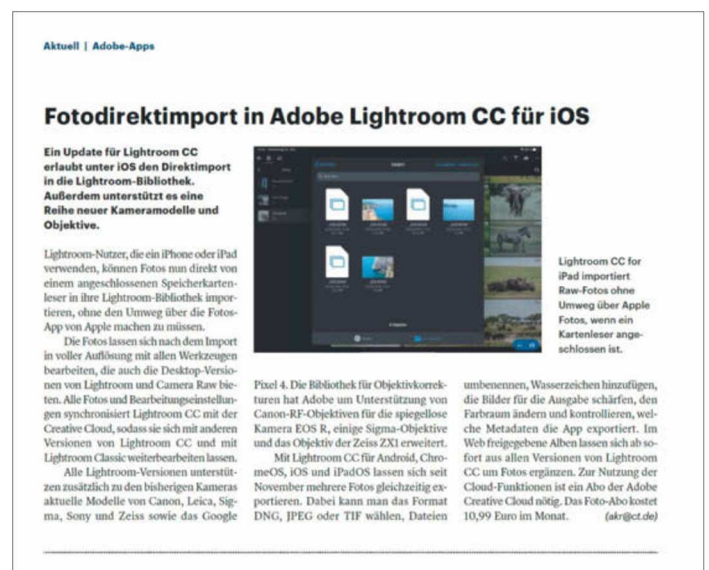 Aktuell | Adobe-Apps
Fotodirektimport in Adobe Lightroom CC für iOS
Ein Update für Lightroom CC
erlaubt unter iOS den Direktimport
in die Lightroom-Bibliothek.
Außerdem unterstützt es eine
Reihe neuer Kameramodelle und
Objektive.
Lightroom-Nutzer, die ein iPhone oder iPad
verwenden, können Fotos nun direkt von
einem angeschlossenen Speicherkarten-
leser in ihre Lightroom-Bibliothek impor-
tieren, ohne den Umweg über die Fotos-
App von Apple machen zu müssen.
Die Fotos lassen sich nach dem Import
in voller Auflösung mit allen Werkzeugen
bearbeiten, die auch die Desktop-Versio-
nen von Lightroom und Camera Raw bie-
ten. Alle Fotos und Bearbeitungseinstellun-
gen synchronisiert Lightroom CC mit der
Creative Cloud, sodass sie sich mit anderen
Versionen von Lightroom CC und mit
Lightroom Classic weiterbearbeiten lassen.
Alle Lightroom-Versionen unterstüt-
zen zusätzlich zu den bisherigen Kameras
aktuelle Modelle von Canon, Leica, Sig-
ma, Sony und Zeiss sowie das Google
Lightroom CC for
iPad importiert
Raw-Fotos ohne
Umweg über Apple
Fotos, wenn ein
Kartenleser ange-
schlossen ist.
Pixel 4. Die Bibliothek für Objektivkorrek-
turen hat Adobe um Unterstützung von
Canon-RF-Objektiven für die spiegellose
Kamera EOS R, einige Sigma-Objektive
und das Objektiv der Zeiss ZX1 erweitert.
Mit Lightroom CC für Android, Chro-
meOS, iOS und iPadOS lassen sich seit
November mehrere Fotos gleichzeitig ex-
portieren. Dabei kann man das Format
DNG, JPEG oder TIF wählen, Dateien
umbenennen, Wasserzeichen hinzufügen,
die Bilder für die Ausgabe schärfen, den
Farbraum ändern und kontrollieren, wel-
che Metadaten die App exportiert. Im
Web freigegebene Alben lassen sich ab so-
fort aus allen Versionen von Lightroom
CC um Fotos ergänzen. Zur Nutzung der
Cloud-Funktionen ist ein Abo der Adobe
Creative Cloud nötig. Das Foto-Abo kostet
10,99 Euro im Monat. (akr@ct.de)